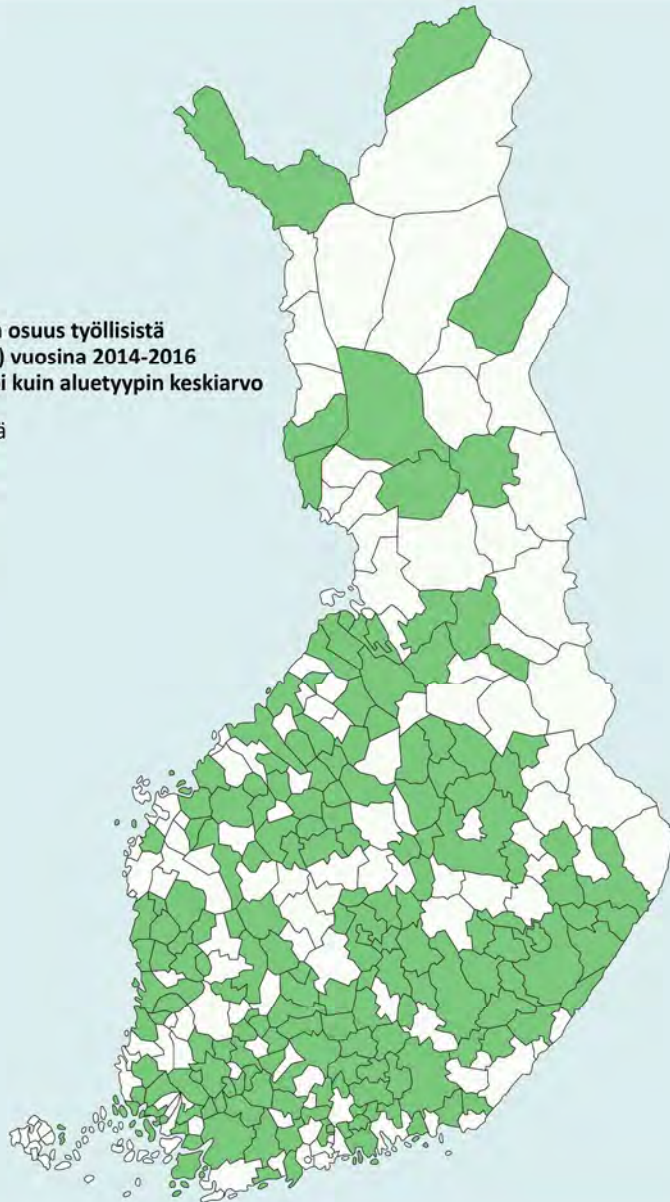 osuus työllisistä
) vuosina 2014-2016
i kuin aluetyypin keskiarvo
ä